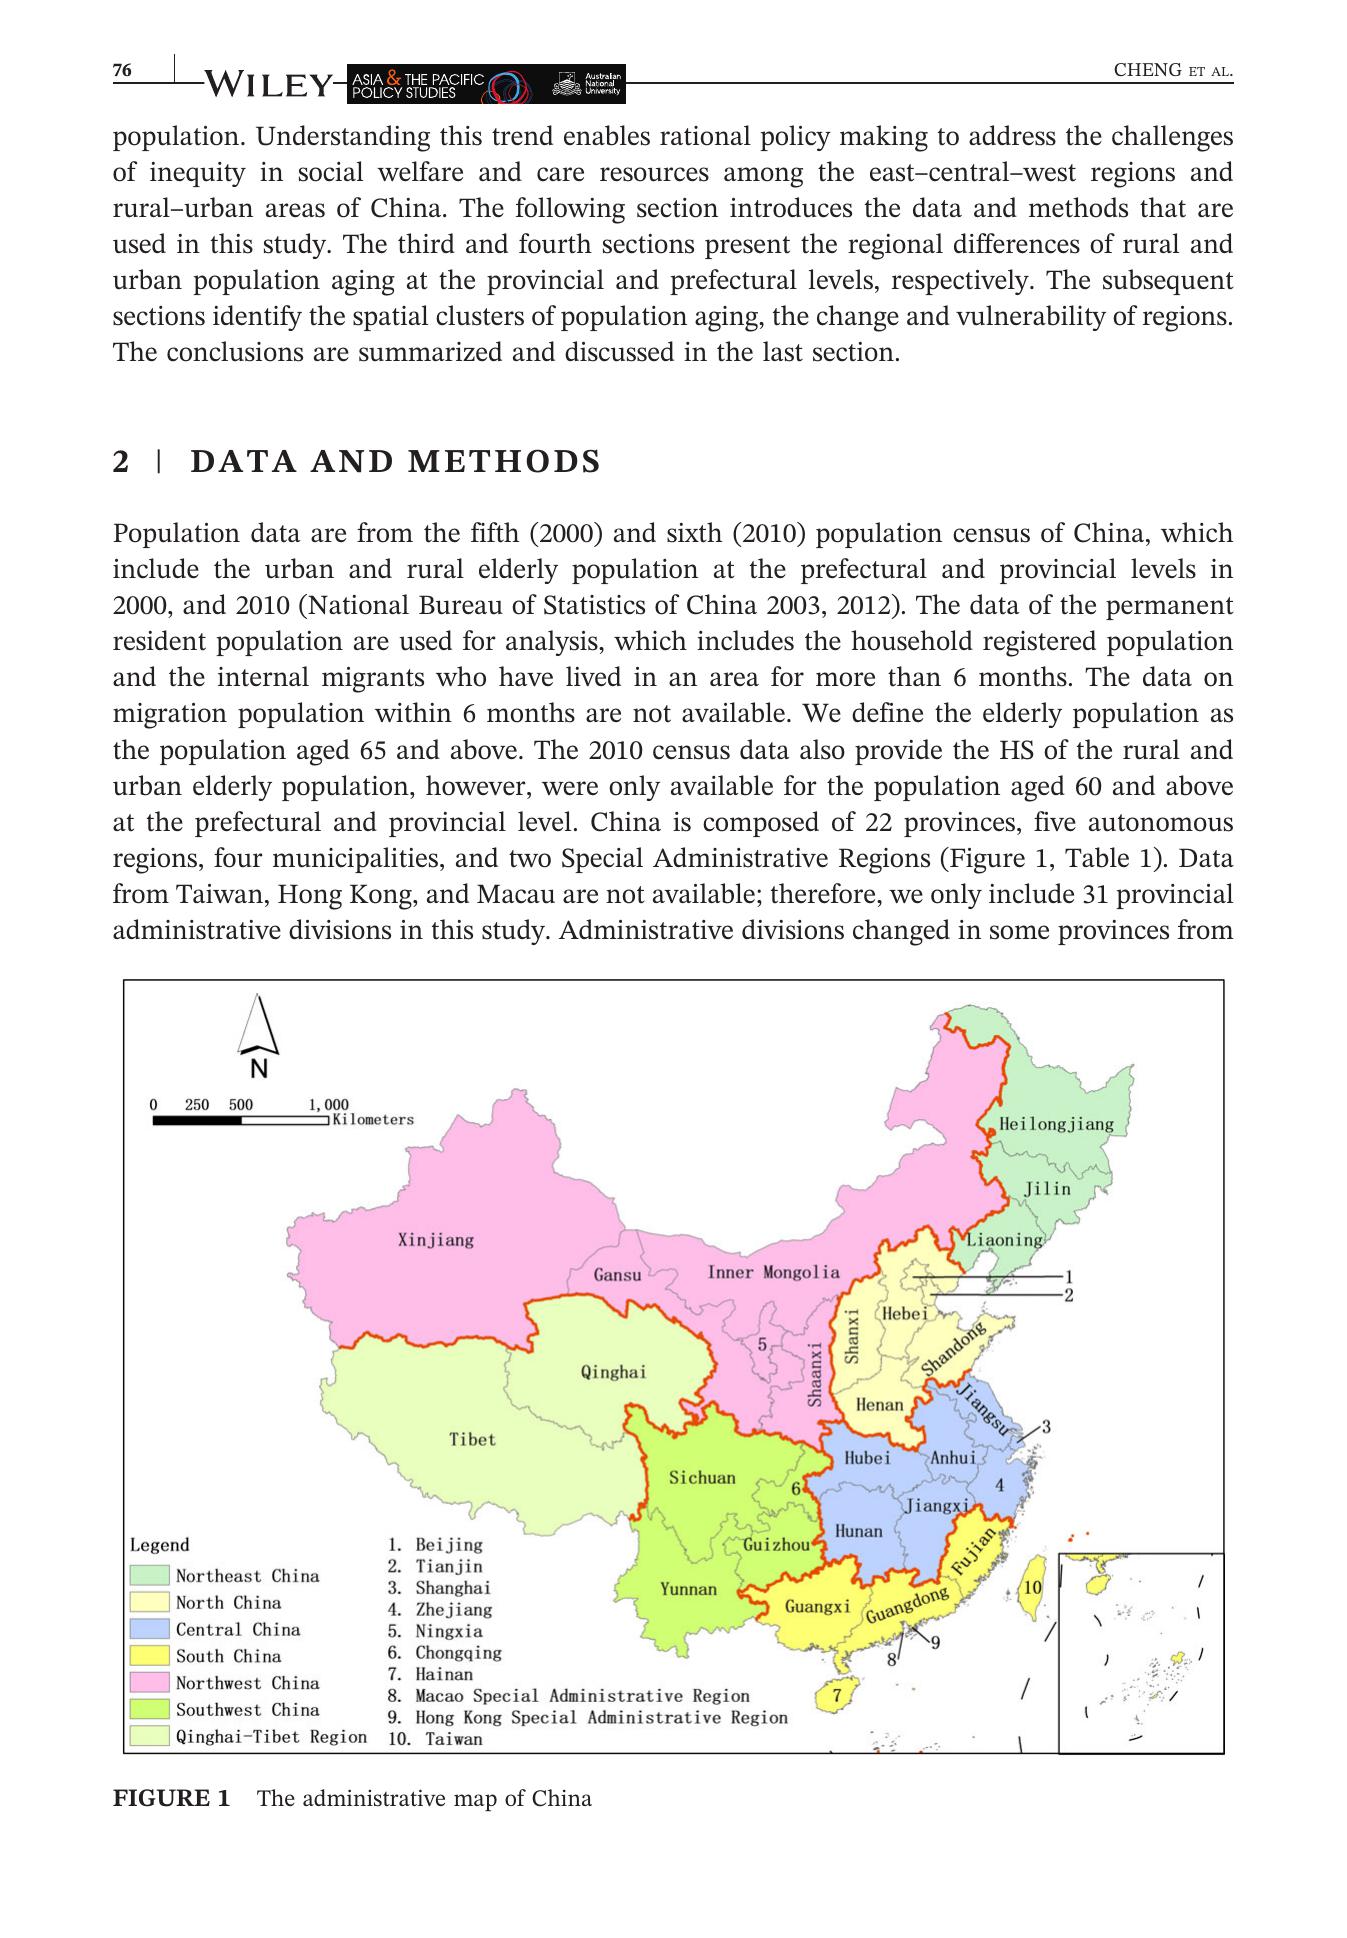 76
WILEY
ASIA & THE PACIFIC
POLICY STUDIES
Australian
National
University
CHENG ET AL.
population. Understanding this trend enables rational policy making to address the challenges
of inequity in social welfare and care resources among the east–central–west regions and
rural–urban areas of China. The following section introduces the data and methods that are
used in this study. The third and fourth sections present the regional differences of rural and
urban population aging at the provincial and prefectural levels, respectively. The subsequent
sections identify the spatial clusters of population aging, the change and vulnerability of regions.
The conclusions are summarized and discussed in the last section.
2 | DATA AND METHODS
Population data are from the fifth (2000) and sixth (2010) population census of China, which
include the urban and rural elderly population at the prefectural and provincial levels in
2000, and 2010 (National Bureau of Statistics of China 2003, 2012). The data of the permanent
resident population are used for analysis, which includes the household registered population
and the internal migrants who have lived in an area for more than 6 months. The data on
migration population within 6 months are not available. We define the elderly population as
the population aged 65 and above. The 2010 census data also provide the HS of the rural and
urban elderly population, however, were only available for the population aged 60 and above
at the prefectural and provincial level. China is composed of 22 provinces, five autonomous
regions, four municipalities, and two Special Administrative Regions (Figure 1, Table 1). Data
from Taiwan, Hong Kong, and Macau are not available; therefore, we only include 31 provincial
administrative divisions in this study. Administrative divisions changed in some provinces from
N
0 250 500 1,000
Kilometers
Heilongjiang
Jilin
Liaoning
Xinjiang
Gansu
Inner Mongolia
1
2
Hebei
Shanxi
Shandong
5
Shaanxi
Qinghai
Henan
Jiangsu
3
Tibet
Hubei
Anhui
Sichuan
6
4
Jiangxi
Hunan
Guizhou
Fujian
Yunnan
Guangxi
Guangdong
10
9
8
7
Legend
Northeast China
North China
Central China
South China
Northwest China
Southwest China
Qinghai-Tibet Region
1. Beijing
2. Tianjin
3. Shanghai
4. Zhejiang
5. Ningxia
6. Chongqing
7. Hainan
8. Macao Special Administrative Region
9. Hong Kong Special Administrative Region
10. Taiwan
FIGURE 1 The administrative map of China